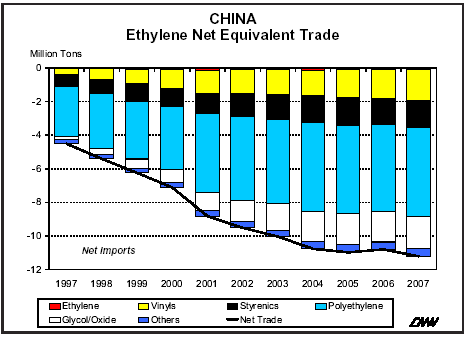 CHINA
Ethylene Net Equivalent Trade
Million Tons
0
-2
-4
-6
-8
-10
-12
Net Imports
1997 1998 1999 2000 2001 2002 2003 2004 2005 2006 2007
Ethylene Vinyls Styrenics Polyethylene
Glycol/Oxide Others Net Trade